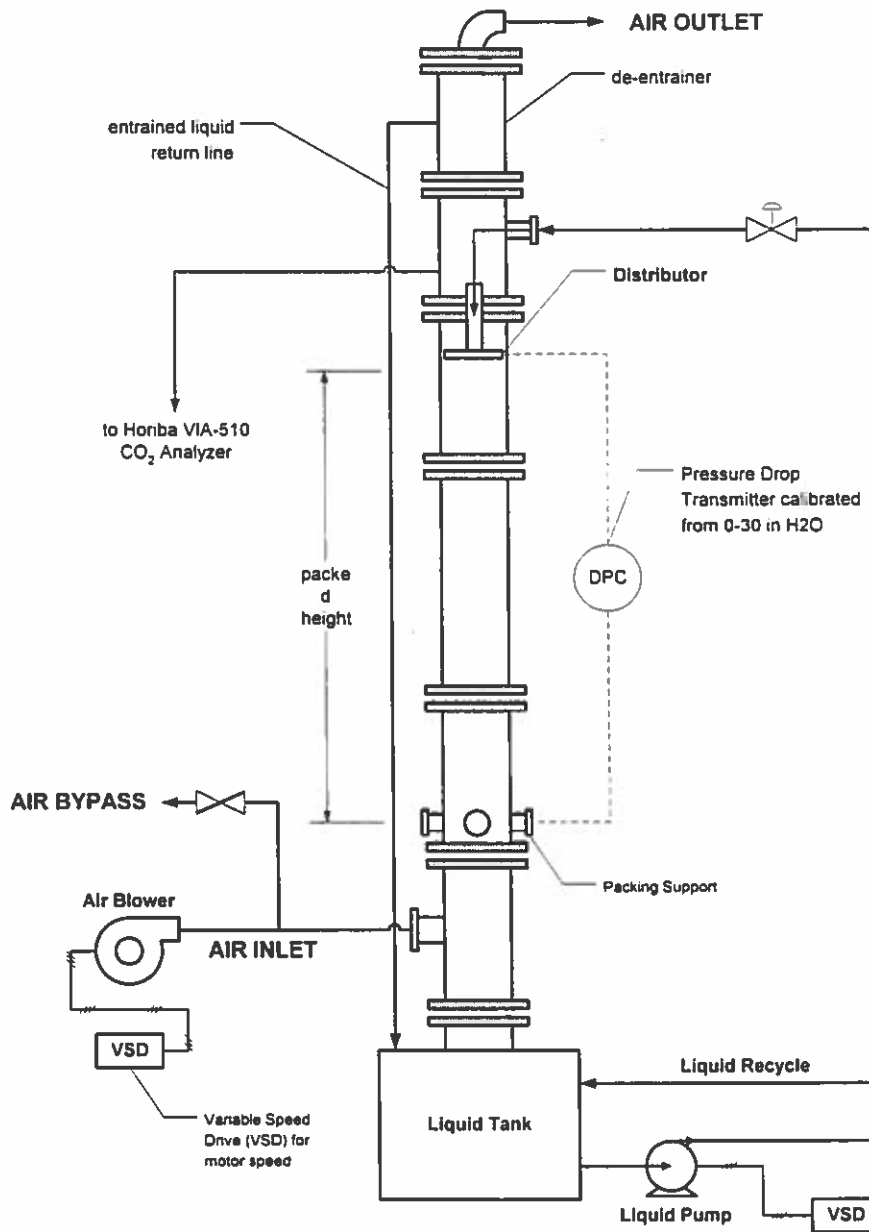 AIR OUTLET
de-entrainer
entrained liquid
return line
Distributor
to Horiba VIA-510
CO₂ Analyzer
Pressure Drop
Transmitter calibrated
from 0-30 in H2O
DPC
packe
d
height
AIR BYPASS
Packing Support
Air Blower
AIR INLET
VSD
Variable Speed
Drive (VSD) for
motor speed
Liquid Recycle
Liquid Tank
Liquid Pump
VSD